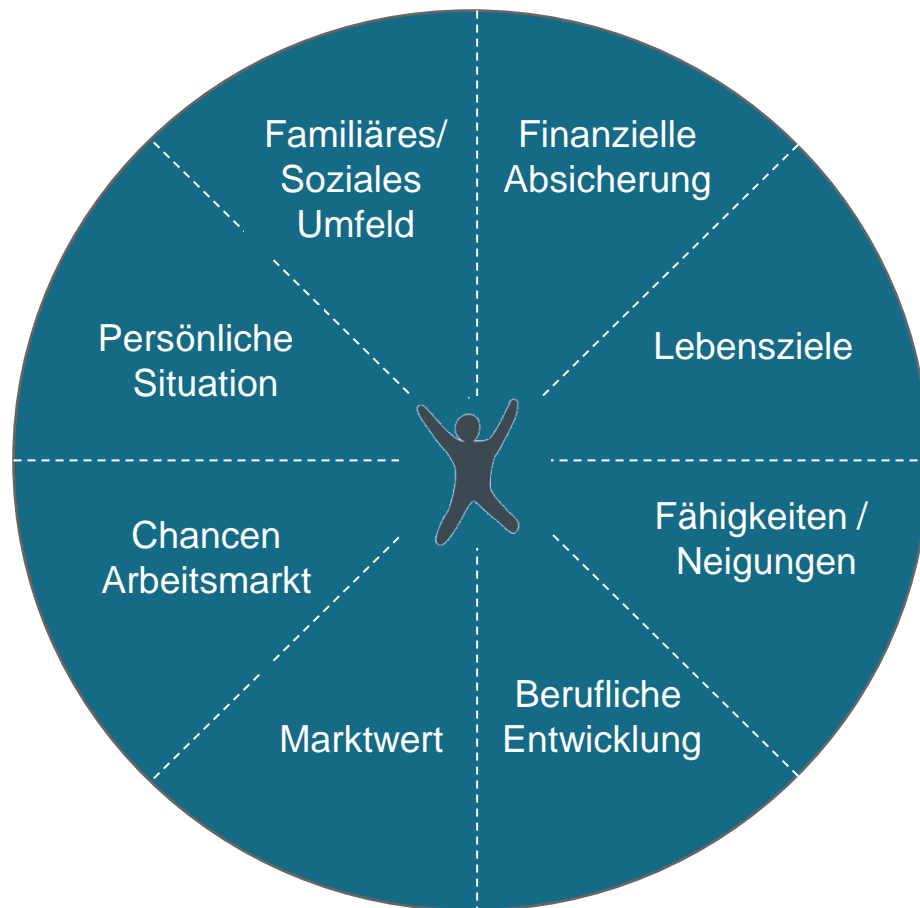 Familiäres/
Soziales
Umfeld
Finanzielle
Absicherung
Lebensziele
Fähigkeiten /
Neigungen
Berufliche
Entwicklung
Marktwert
Chancen
Arbeitsmarkt
Persönliche
Situation